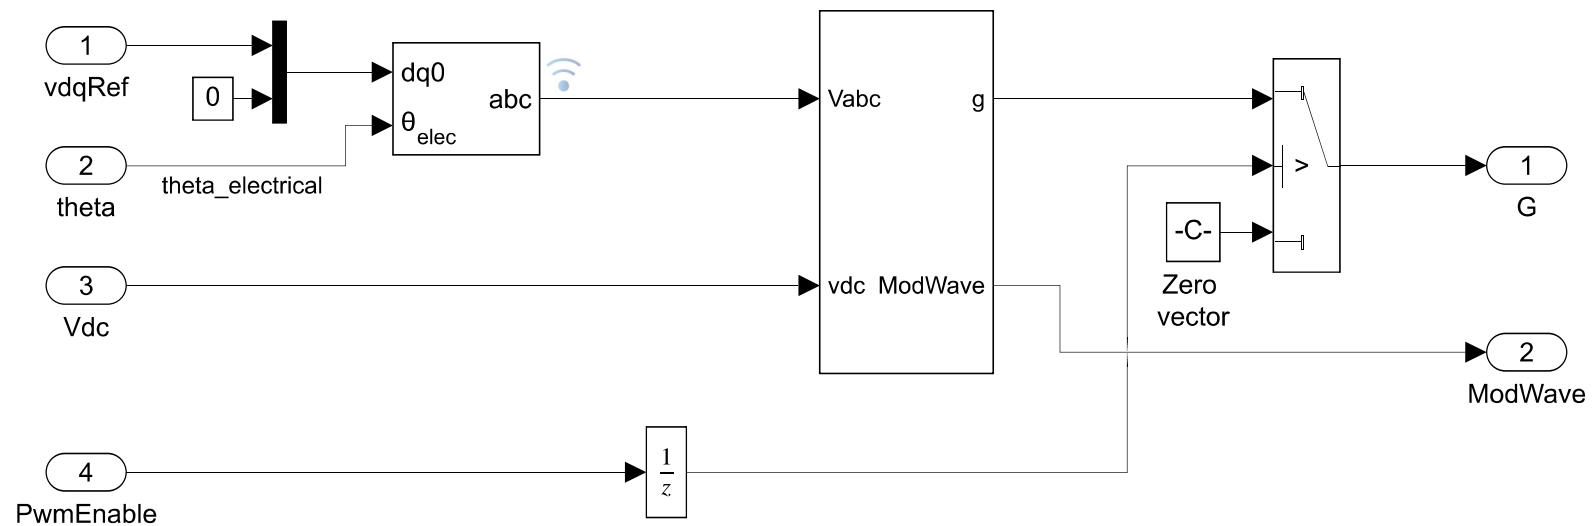 1
vdqRef
0
dq0
abc
θelec
2
theta
theta_electrical
3
Vdc
Vabc
g
vdc
ModWave
>
-C-
Zero
vector
1
G
2
ModWave
4
PwmEnable
1
z